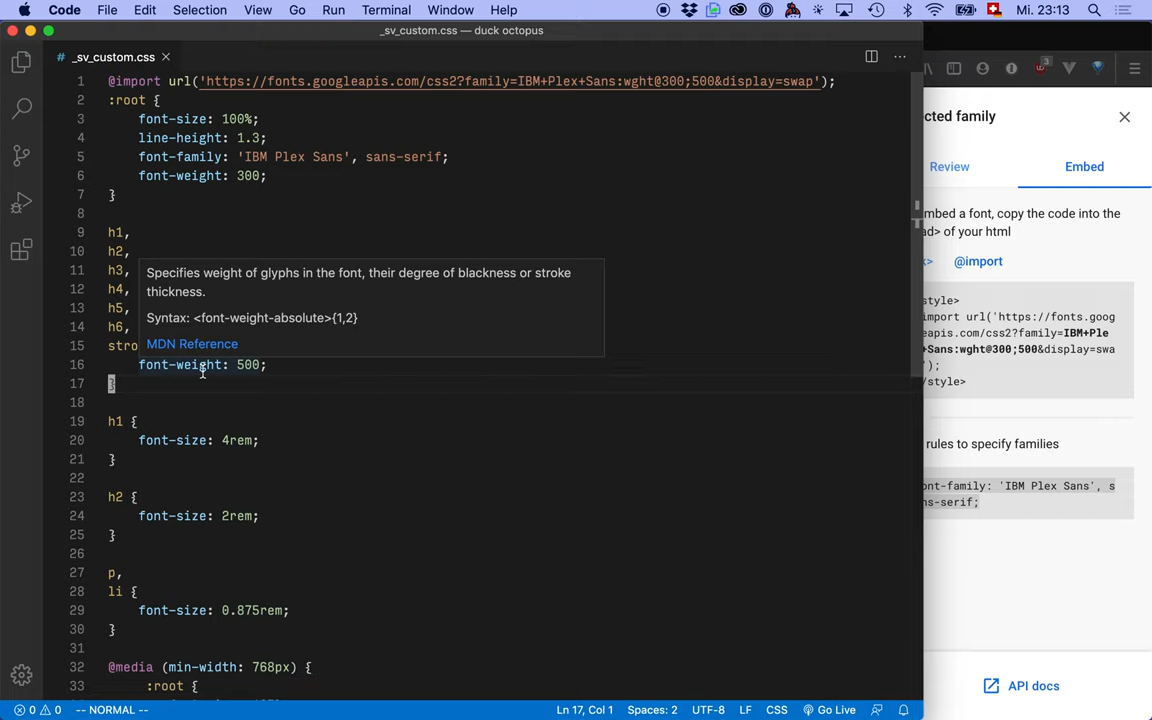 Code File Edit Selection View Go Run Terminal Window Help Mi. 23:13
_sv_custom.css — duck octopus
# _sv_custom.css
1 @import url('https://fonts.googleapis.com/css2?family=IBM+Plex+Sans:wght@300;500&display=swap');
2 :root {
3 font-size: 100%;
4 line-height: 1.3;
5 font-family: 'IBM Plex Sans', sans-serif;
6 font-weight: 300;
7 }
8
9 h1,
10 h2,
11 h3,
12 h4,
13 h5,
14 h6,
15 stro
Specifies weight of glyphs in the font, their degree of blackness or stroke
thickness.
Syntax: <font-weight-absolute>{1,2}
MDN Reference
16 font-weight: 500;
17 }
18
19 h1 {
20 font-size: 4rem;
21 }
22
23 h2 {
24 font-size: 2rem;
25 }
26
27 p,
28 li {
29 font-size: 0.875rem;
30 }
31
32 @media (min-width: 768px) {
33 :root {
0 0 -- NORMAL -- Ln 17, Col 1 Spaces: 2 UTF-8 LF CSS Go Live
3
cted family
Review Embed
mbed a font, copy the code into the
ad> of your html
k> @import
style>
import url('https://fonts.goog
leapis.com/css2?family=IBM+Ple
+Sans:wght@300;500&display=swa
');
/style>
rules to specify families
ont-family: 'IBM Plex Sans', s
ns-serif;
API docs